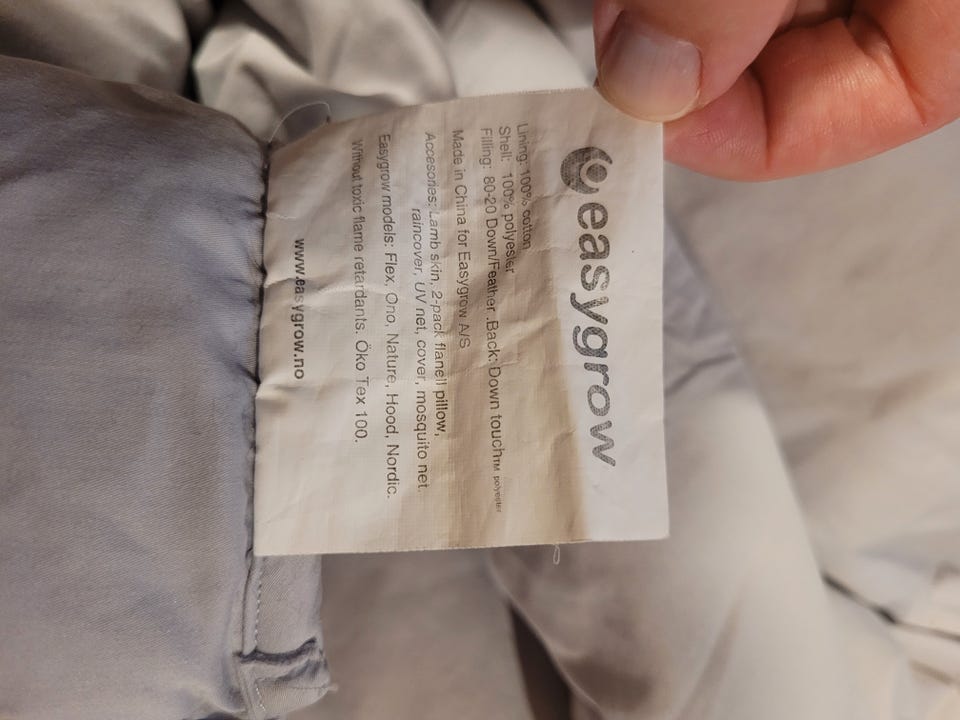 easygrow
Lining: 100% cotton
Shell: 100% polyester
Filling: 80-20 Down/Feather .Back: Down touch™ polyester
Made in China for Easygrow A/S
Accesories: Lamb skin, 2-pack flanell pillow,
raincover, UV net, cover, mosquito net.
Easygrow models: Flex, Ono, Nature, Hood, Nordic.
Without toxic flame retardants. Öko Tex 100.
www.easygrow.no